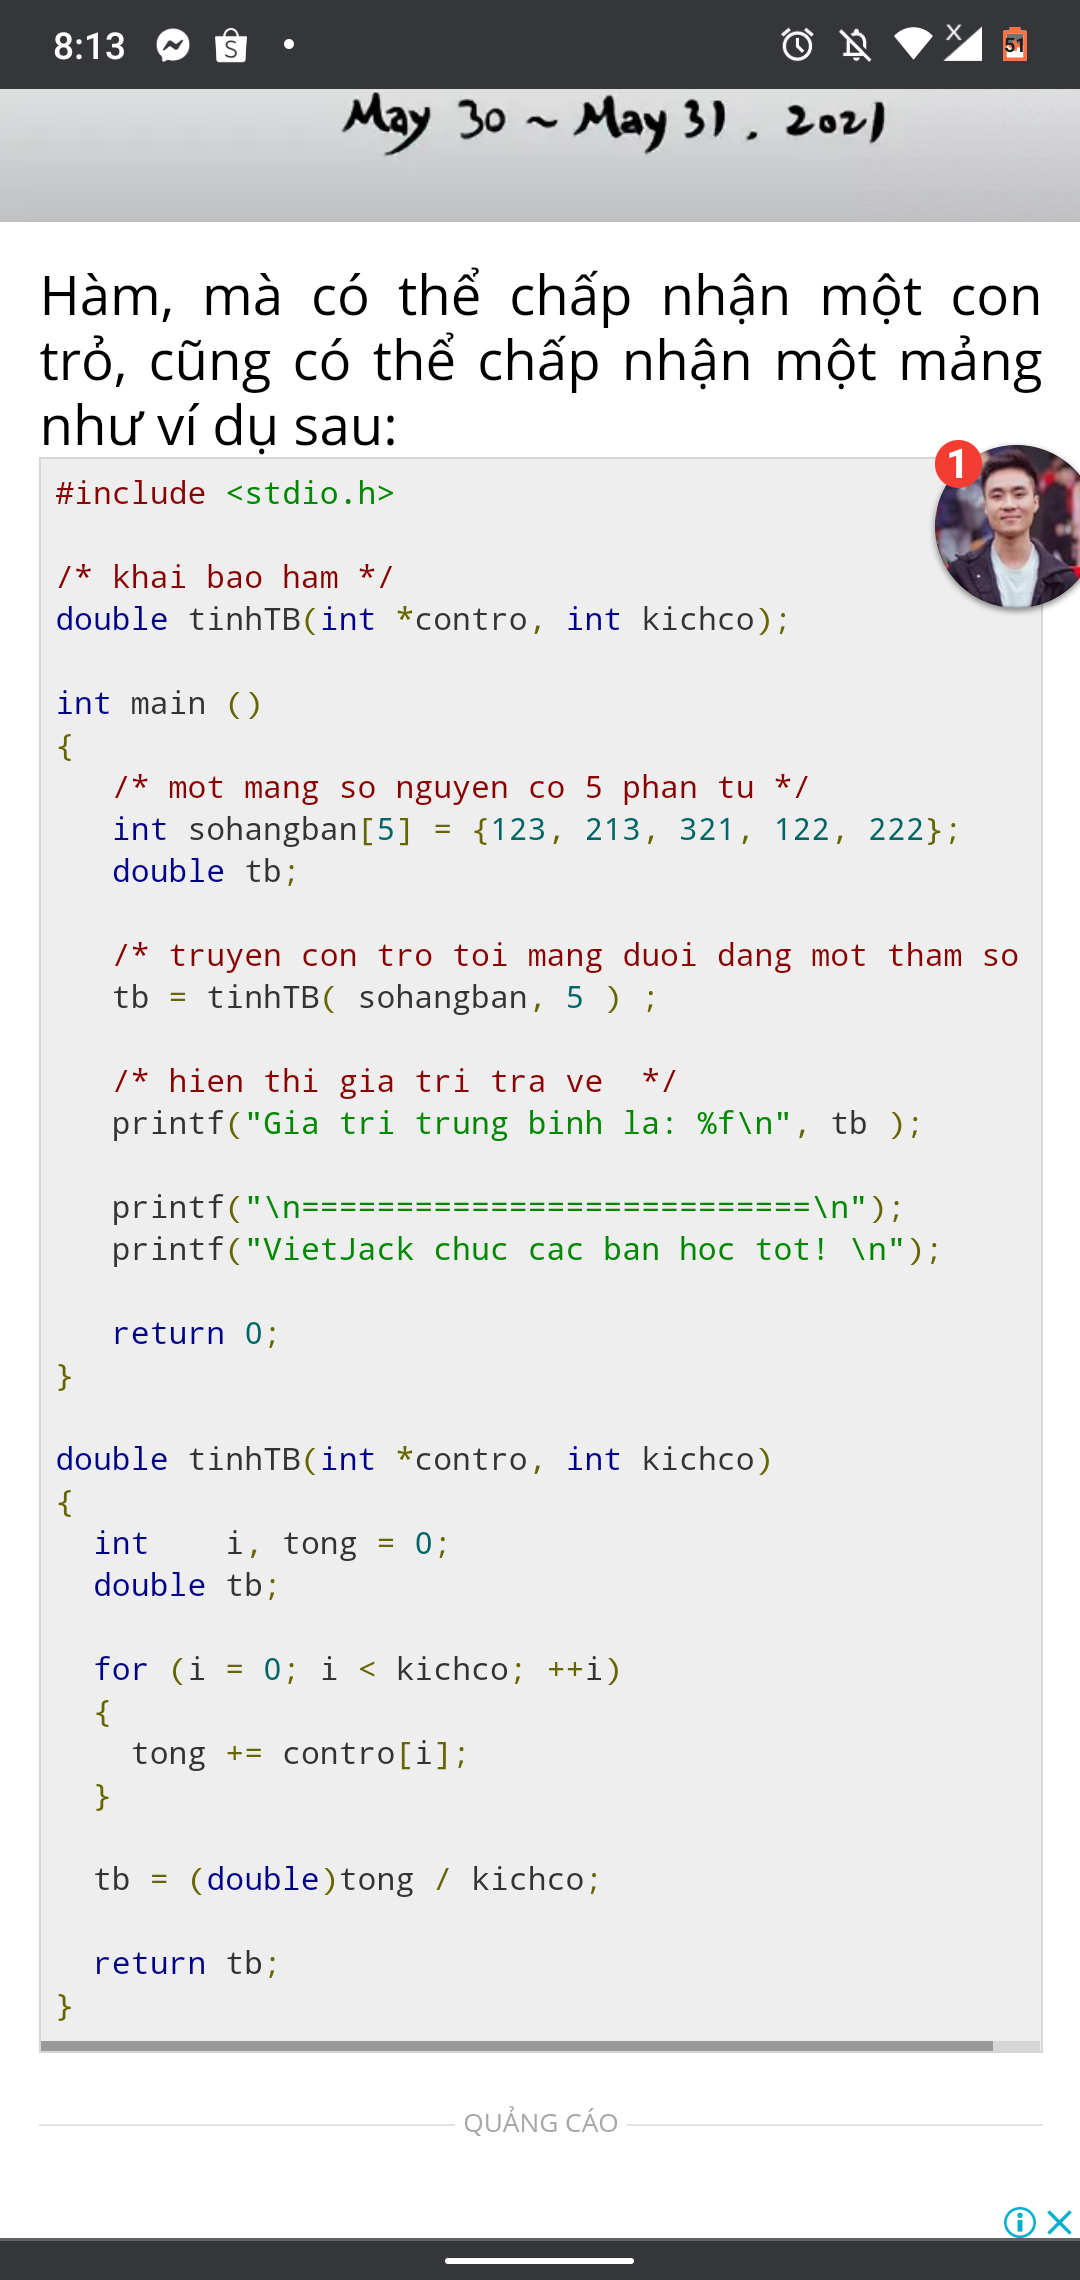 8:13
51
May 30 ~ May 31, 2021
Hàm, mà có thể chấp nhận một con
trỏ, cũng có thể chấp nhận một mảng
như ví dụ sau:
1
#include <stdio.h>
/* khai bao ham */
double tinhTB(int *contro, int kichco);
int main ()
{
/* mot mang so nguyen co 5 phan tu */
int sohangban[5] = {123, 213, 321, 122, 222};
double tb;
/* truyen con tro toi mang duoi dang mot tham so
tb = tinhTB( sohangban, 5 ) ;
/* hien thi gia tri tra ve  */
printf("Gia tri trung binh la: %f\n", tb );
printf("\n===========================\n");
printf("VietJack chuc cac ban hoc tot! \n");
return 0;
}
double tinhTB(int *contro, int kichco)
{
int    i, tong = 0;
double tb;
for (i = 0; i < kichco; ++i)
{
tong += contro[i];
}
tb = (double)tong / kichco;
return tb;
}
QUẢNG CÁO